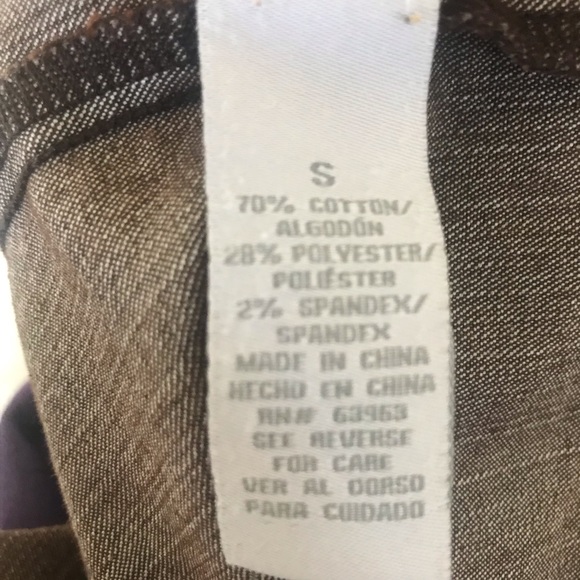 S
70% COTTON/
ALGODÓN
28% POLYESTER/
POLIÉSTER
2% SPANDEX/
SPANDEX
MADE IN CHINA
HECHO EN CHINA
RN# 63963
SEE REVERSE
FOR CARE
VER AL DORSO
PARA CUIDADO